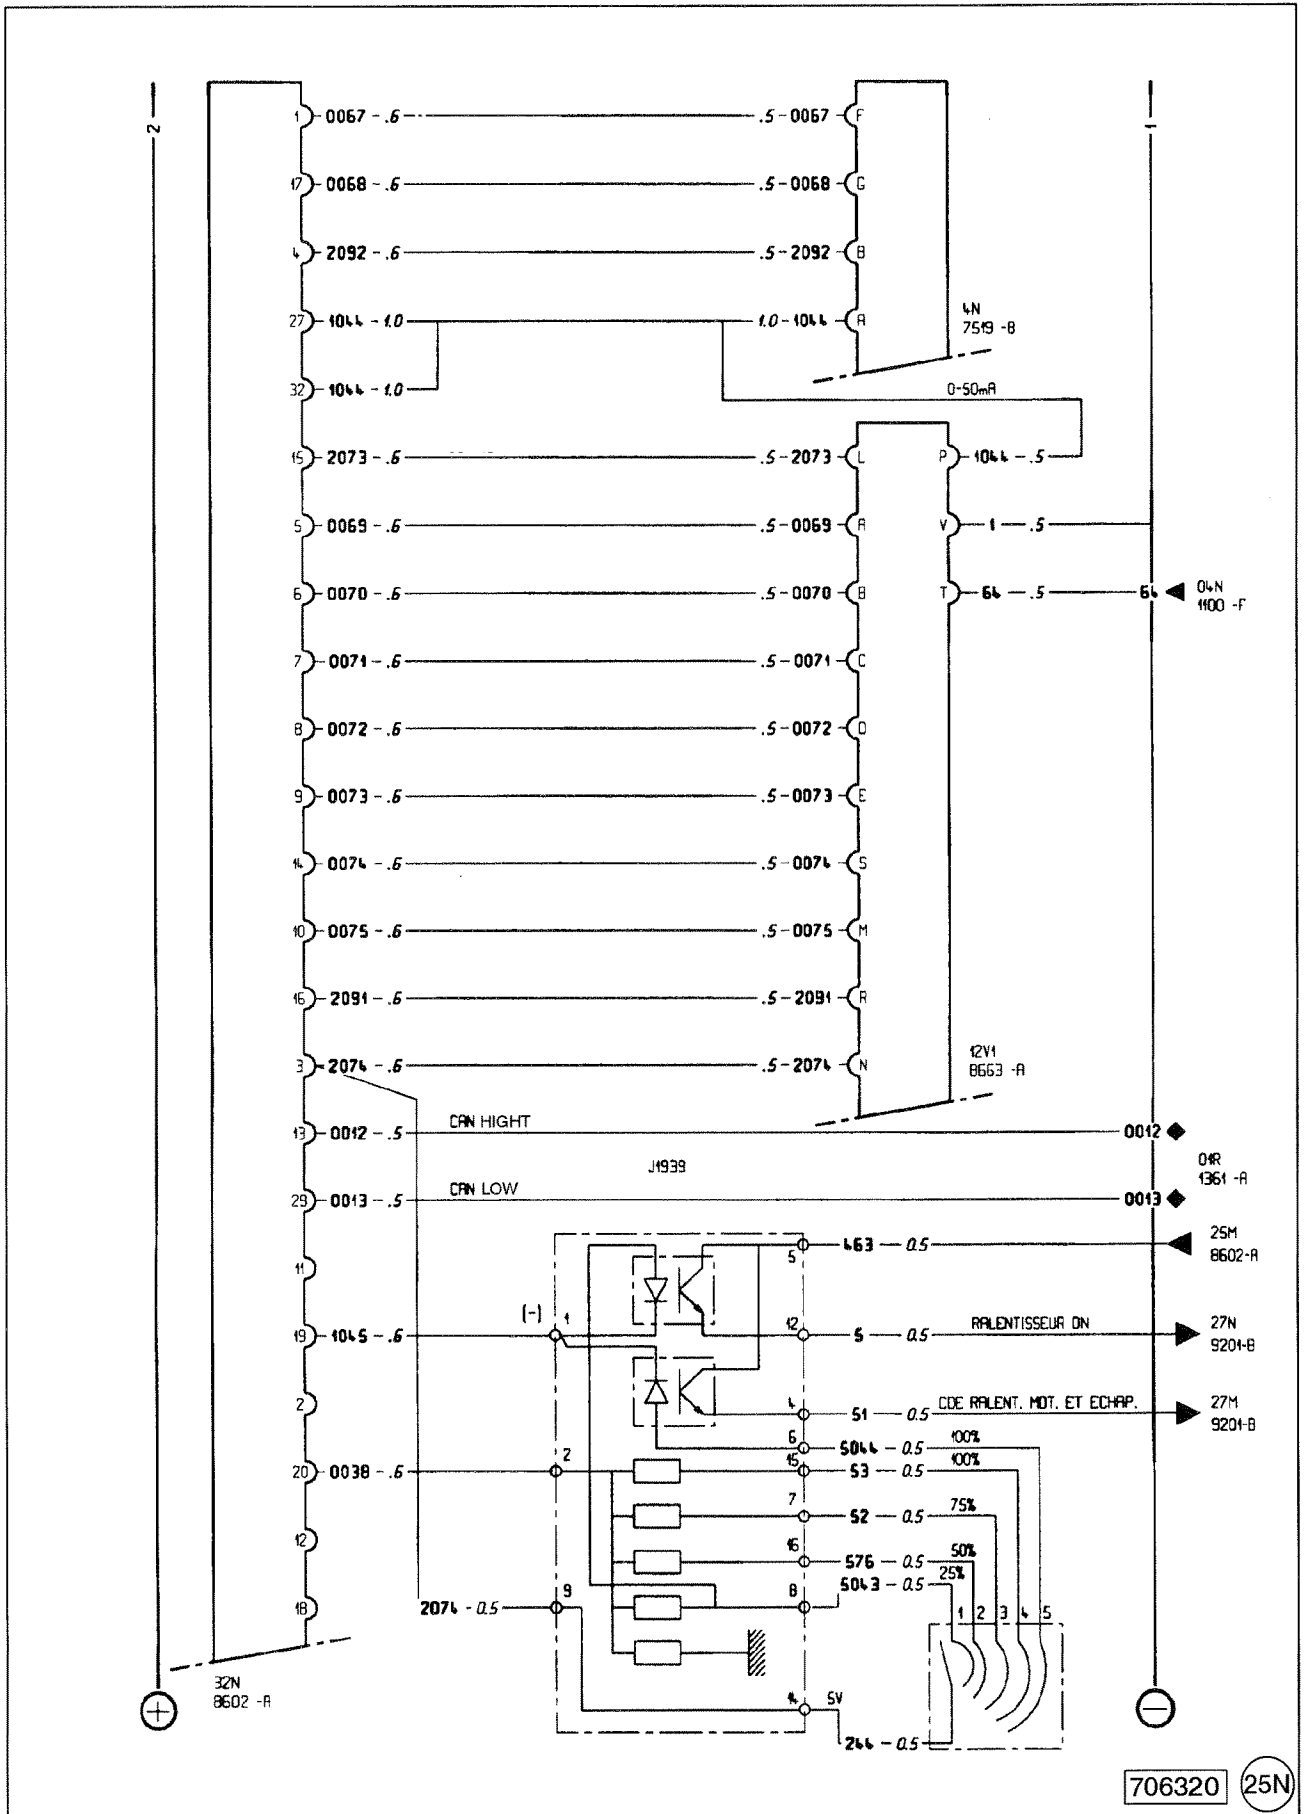 2
1
1 0067 - .6 .5 - 0067 F
17 0068 - .6 .5 - 0068 G
4 2092 - .6 .5 - 2092 B
27 1044 - 1.0 1.0 - 1044 A
4N
7519 -B
32 1044 - 1.0
0-50mA
15 2073 - .6 .5 - 2073 L P 1044 - .5
5 0069 - .6 .5 - 0069 A V 1 - .5
6 0070 - .6 .5 - 0070 B T 64 - .5 64
04N
1100 -F
7 0071 - .6 .5 - 0071 C
8 0072 - .6 .5 - 0072 D
9 0073 - .6 .5 - 0073 E
14 0074 - .6 .5 - 0074 S
10 0075 - .6 .5 - 0075 M
16 2091 - .6 .5 - 2091 R
3 2074 - .6 .5 - 2074 N
12V1
8663 -A
CAN HIGHT
13 0012 - .5 0012
J1939
01R
1361 -A
CAN LOW
29 0013 - .5 0013
5 463 - 0.5
25M
8602-A
11
(-)
19 1045 - .6 1 12 5 - 0.5 RALENTISSEUR ON
27N
9201-B
2
4 51 - 0.5 CDE RALENT. MOT. ET ECHAP.
27M
9201-B
6 5044 - 0.5 100%
20 0038 - .6 2 15 53 - 0.5 100%
7 52 - 0.5 75%
12
16 576 - 0.5 50%
8 5043 - 0.5 25%
18
2074 - 0.5 9
1 2 3 4 5
32N
8602 -A
14 5V
244 - 0.5
+
−
706320 25N